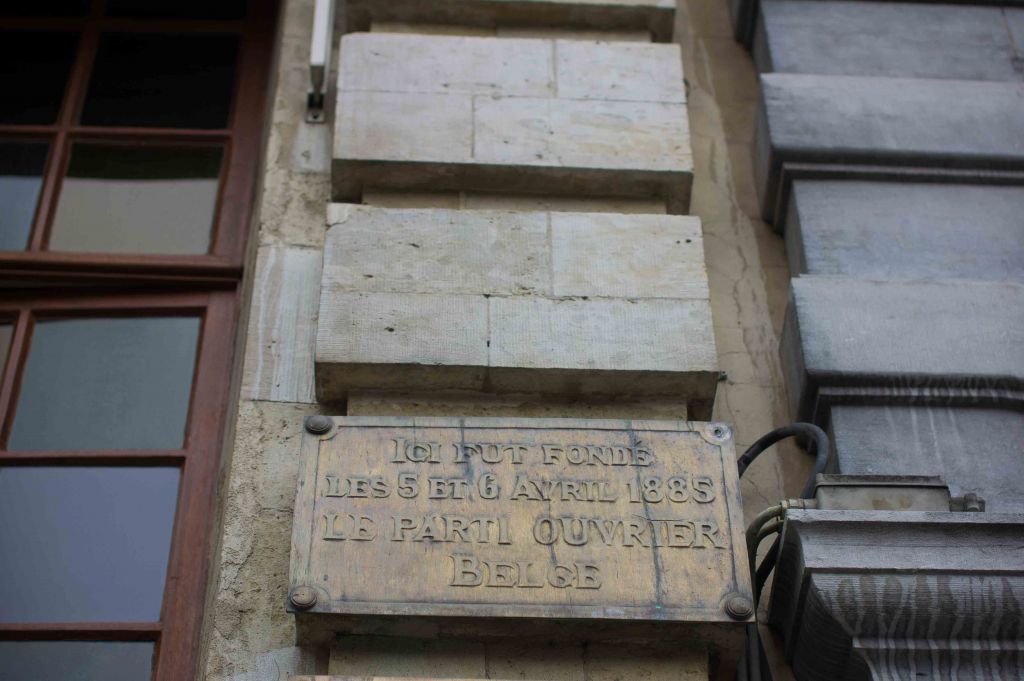 ICI FUT FONDÉ
LES 5 ET 6 AVRIL 1885
LE PARTI OUVRIER
BELGE